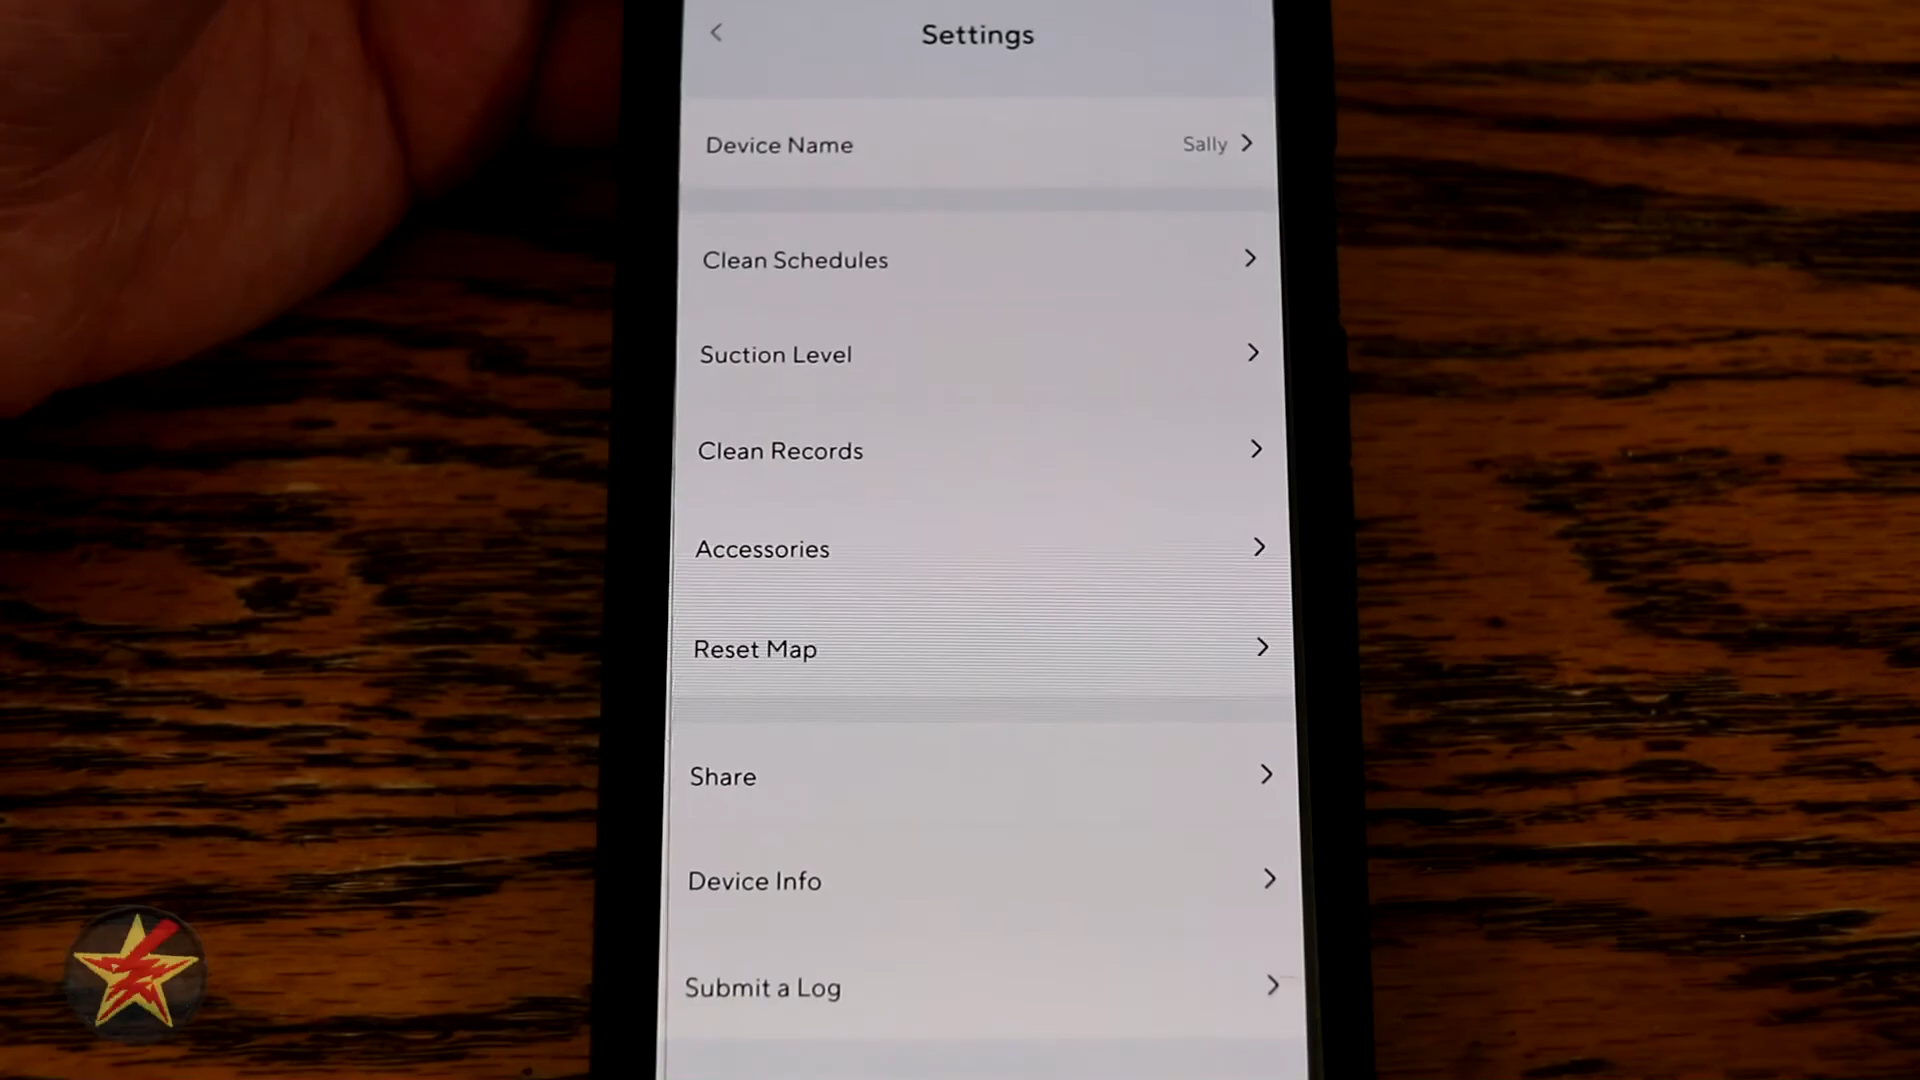 Settings
Device Name Sally
Clean Schedules
Suction Level
Clean Records
Accessories
Reset Map
Share
Device Info
Submit a Log